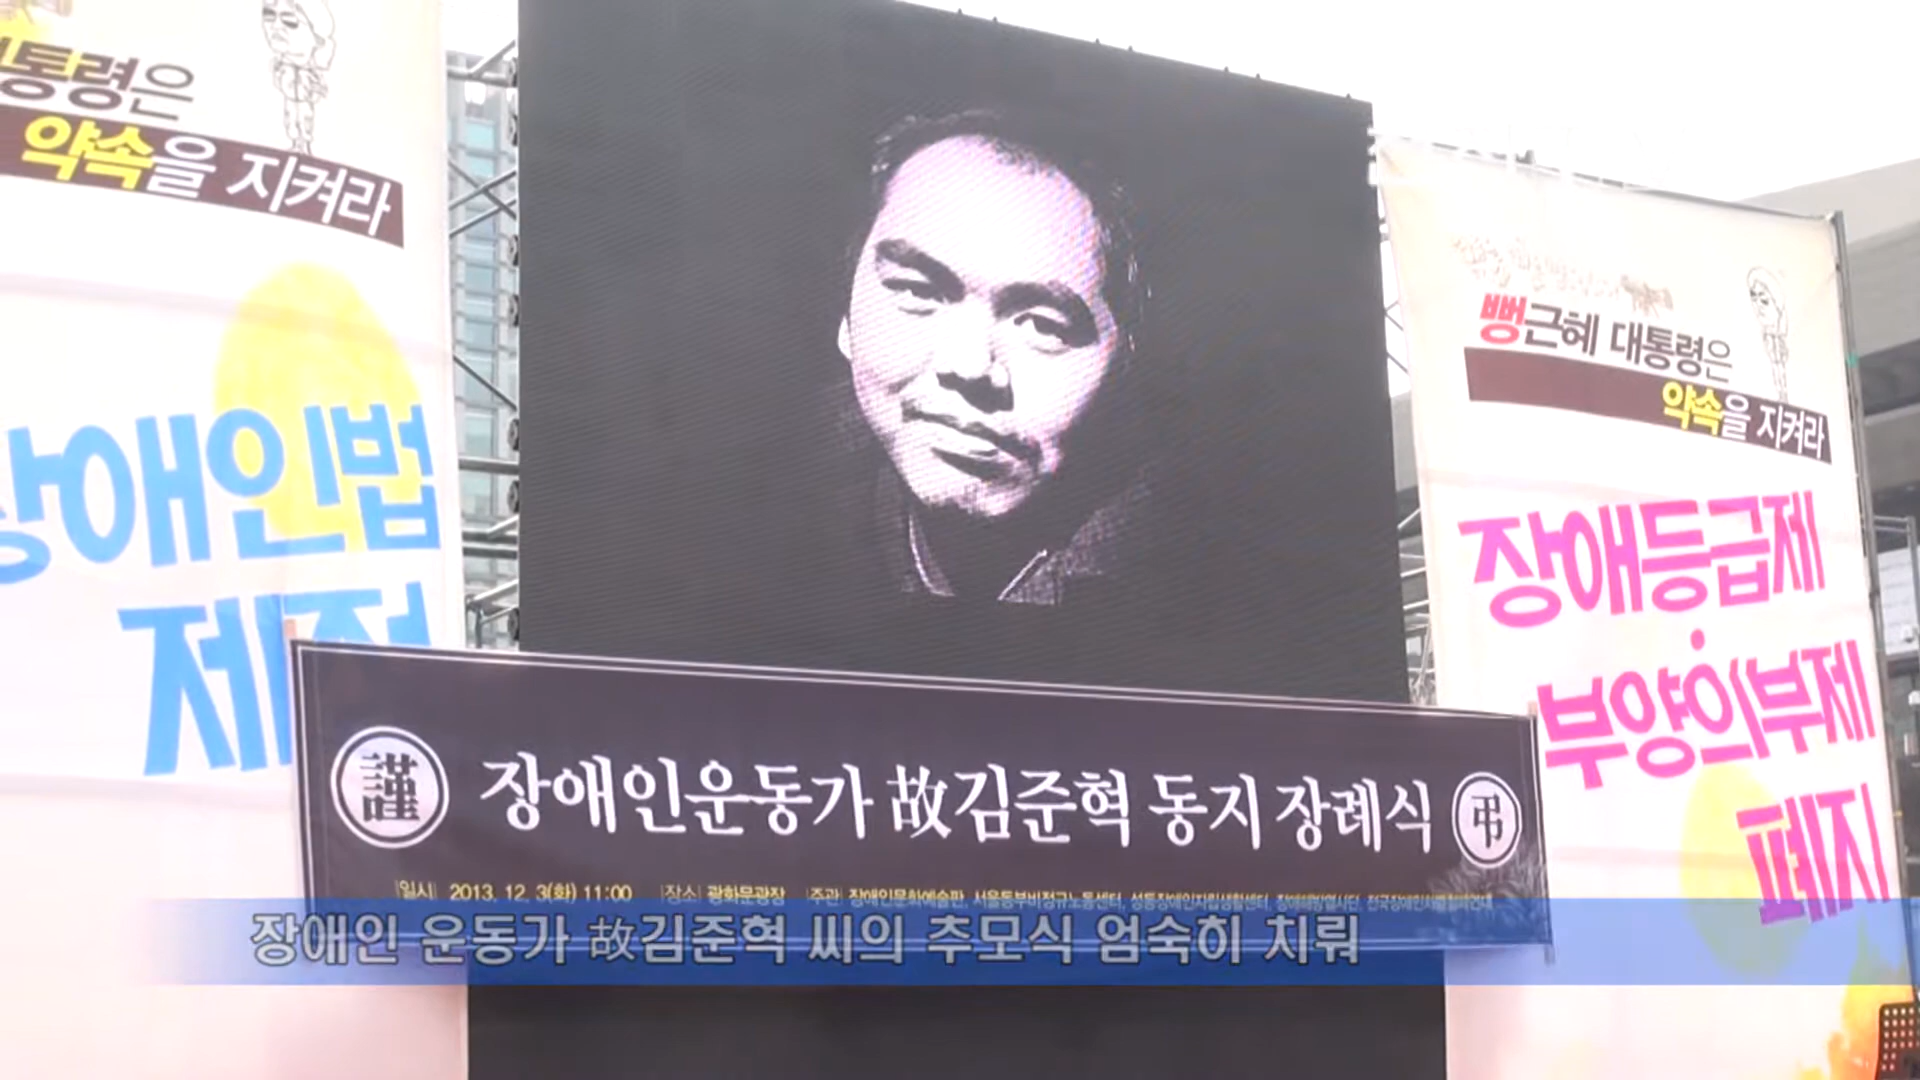 통령은
약속을 지켜라
장애인법
제정
뻥근혜 대통령은
약속을 지켜라
장애등급제
·
부양의무제
폐지
謹 장애인운동가 故김준혁 동지 장례식 弔
일시 2013. 12. 3(화) 11:00 장소 광화문광장 주관 장애인문화예술판,
장애인 운동가 故김준혁 씨의 추모식 엄숙히 치뤄